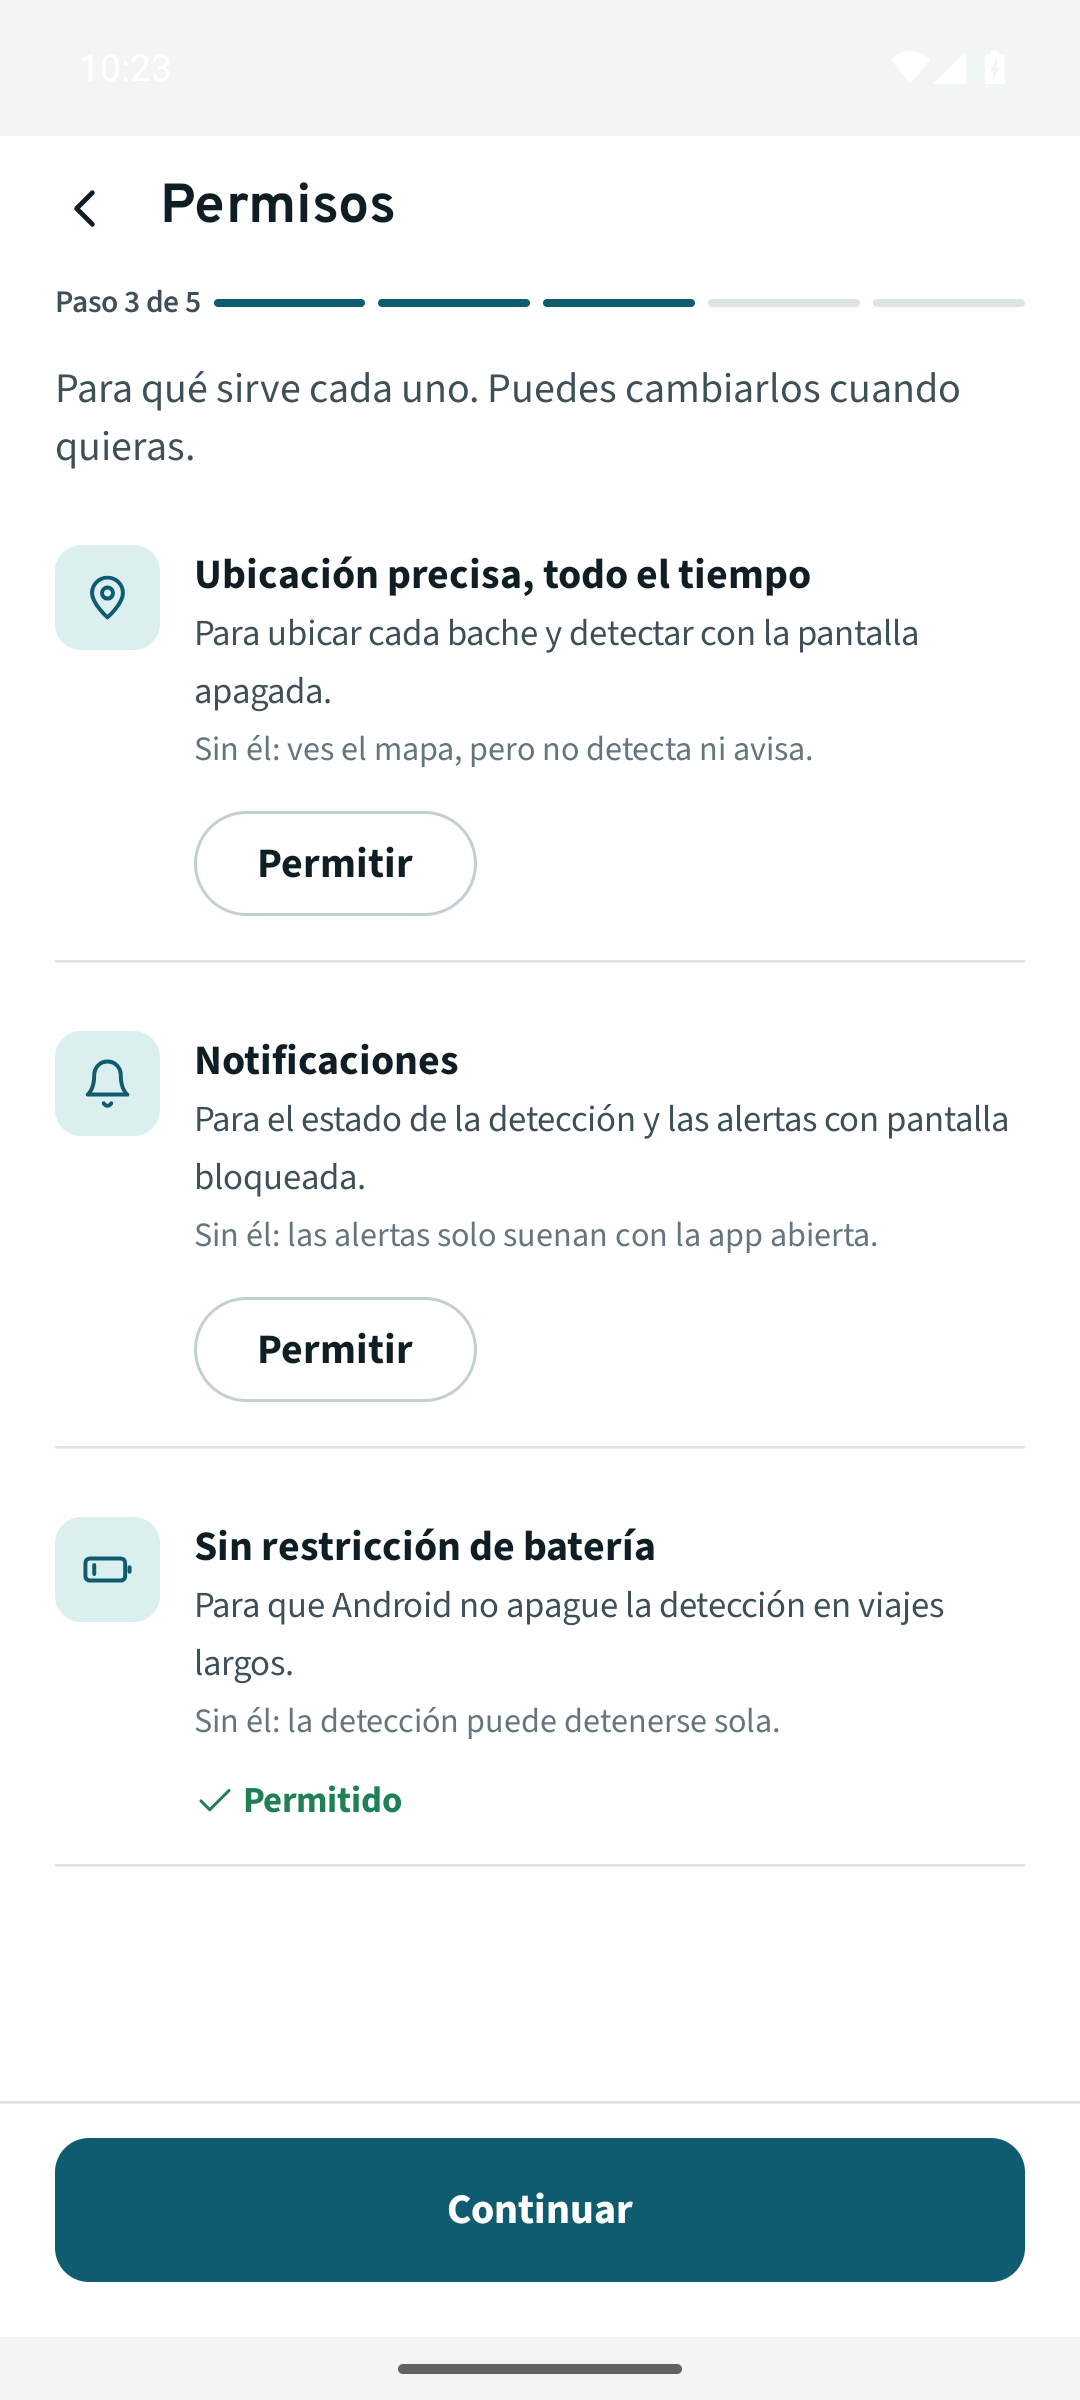 10:23
Permisos
Paso 3 de 5
Para qué sirve cada uno. Puedes cambiarlos cuando
quieras.
Ubicación precisa, todo el tiempo
Para ubicar cada bache y detectar con la pantalla
apagada.
Sin él: ves el mapa, pero no detecta ni avisa.
Permitir
Notificaciones
Para el estado de la detección y las alertas con pantalla
bloqueada.
Sin él: las alertas solo suenan con la app abierta.
Permitir
Sin restricción de batería
Para que Android no apague la detección en viajes
largos.
Sin él: la detección puede detenerse sola.
Permitido
Continuar